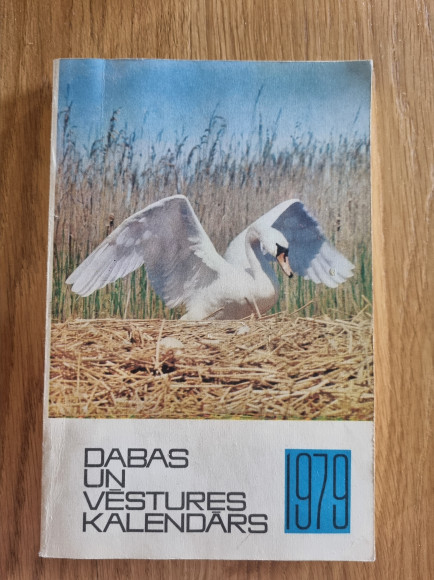 DABAS
UN
VĒSTURES
KALENDĀRS
1979